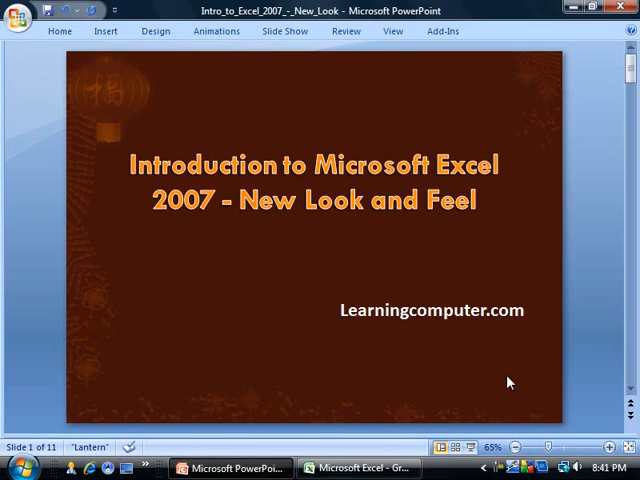 Intro_to_Excel_2007_-_New_Look - Microsoft PowerPoint
Home Insert Design Animations Slide Show Review View Add-Ins
福
Introduction to Microsoft Excel
2007 - New Look and Feel
Learningcomputer.com
Slide 1 of 11 "Lantern" 65%
Microsoft PowerPoi... Microsoft Excel - Gr... 8:41 PM